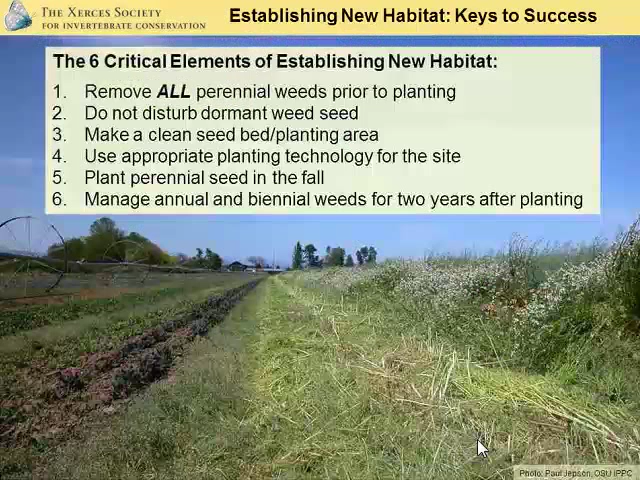 THE XERCES SOCIETY
FOR INVERTEBRATE CONSERVATION
Establishing New Habitat: Keys to Success
The 6 Critical Elements of Establishing New Habitat:
1. Remove ALL perennial weeds prior to planting
2. Do not disturb dormant weed seed
3. Make a clean seed bed/planting area
4. Use appropriate planting technology for the site
5. Plant perennial seed in the fall
6. Manage annual and biennial weeds for two years after planting
Photo: Paul Jepson, OSU IPPC